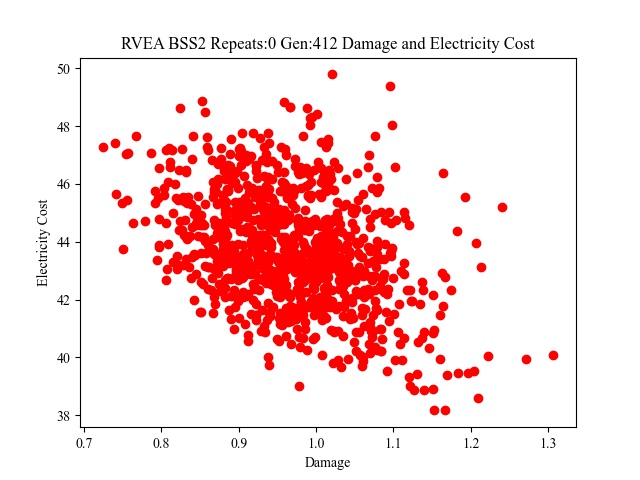 RVEA BSS2 Repeats:0 Gen:412 Damage and Electricity Cost
50
48
46
44
42
40
38
Electricity Cost
0.7 0.8 0.9 1.0 1.1 1.2 1.3
Damage